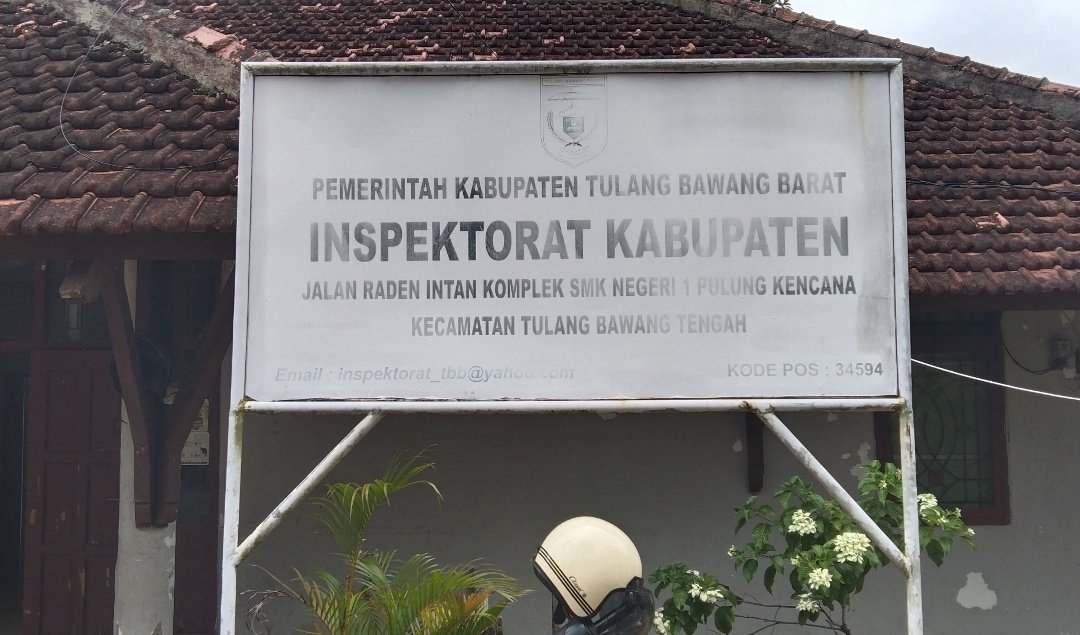 PEMERINTAH KABUPATEN TULANG BAWANG BARAT
INSPEKTORAT KABUPATEN
JALAN RADEN INTAN KOMPLEK SMK NEGERI 1 PULUNG KENCANA
KECAMATAN TULANG BAWANG TENGAH
Email : inspektorat_tbb@yahoo.com
KODE POS : 34594